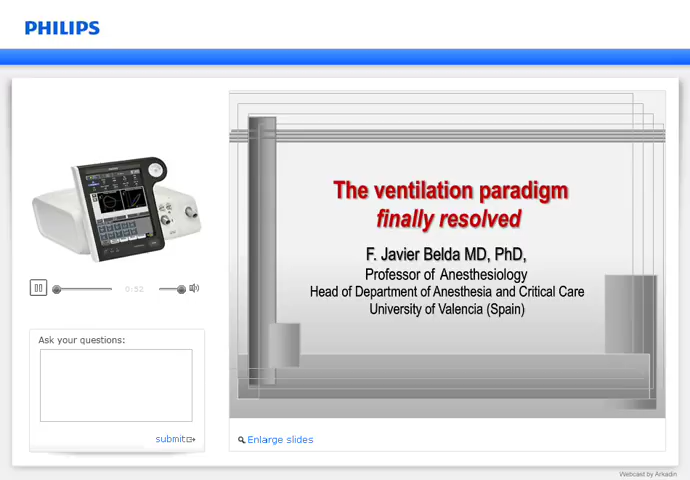 PHILIPS
The ventilation paradigm
finally resolved
F. Javier Belda MD, PhD,
Professor of Anesthesiology
Head of Department of Anesthesia and Critical Care
University of Valencia (Spain)
0:52
Ask your questions:
submit
Enlarge slides
Webcast by Arkadin